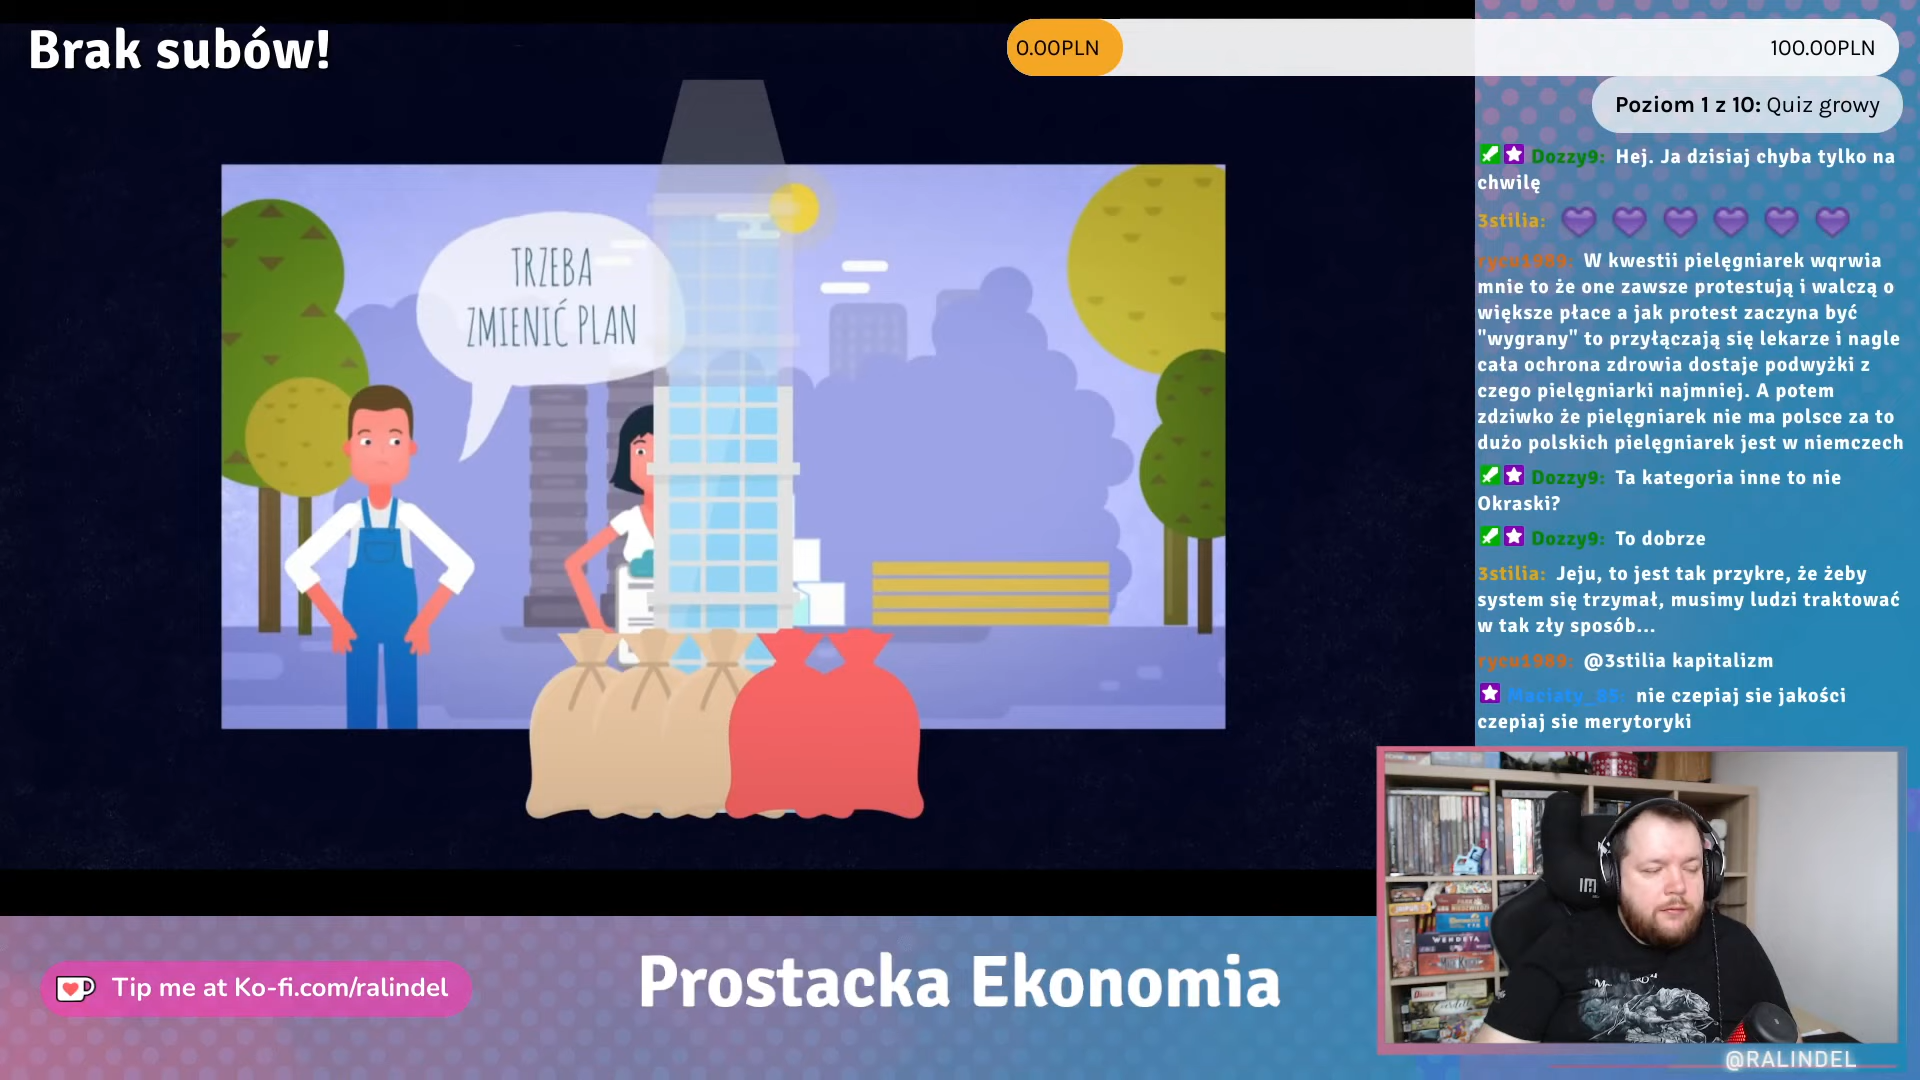 Brak subów!
0.00PLN
100.00PLN
Poziom 1 z 10: Quiz growy
TRZEBA
ZMIENIĆ PLAN
Dozzy9: Hej. Ja dzisiaj chyba tylko na
chwilę
3stilia:
rycu1989: W kwestii pielęgniarek wqrwia
mnie to że one zawsze protestują i walczą o
większe płace a jak protest zaczyna być
"wygrany" to przyłączają się lekarze i nagle
cała ochrona zdrowia dostaje podwyżki z
czego pielęgniarki najmniej. A potem
zdziwko że pielęgniarek nie ma polsce za to
dużo polskich pielęgniarek jest w niemczech
Dozzy9: Ta kategoria inne to nie
Okraski?
Dozzy9: To dobrze
3stilia: Jeju, to jest tak przykre, że żeby
system się trzymał, musimy ludzi traktować
w tak zły sposób...
rycu1989: @3stilia kapitalizm
Maciaty_85: nie czepiaj sie jakości
czepiaj sie merytoryki
WENDETA
Tip me at Ko-fi.com/ralindel
Prostacka Ekonomia
@RALINDEL